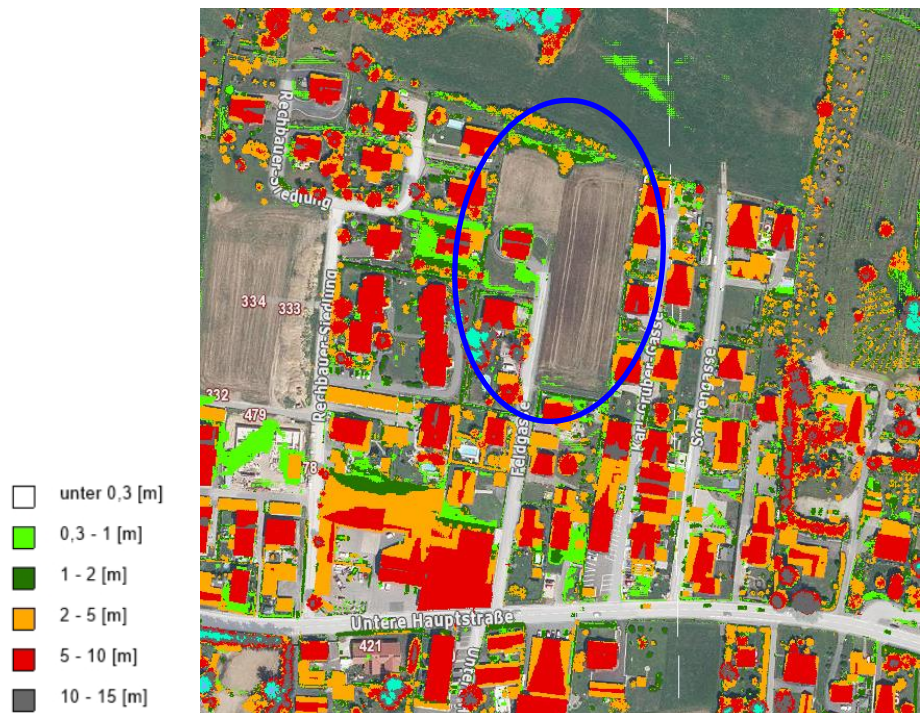 Rechbauer-Siedlung
334
333
Rechbauer-Siedlung
332
479
78
Feldgasse
Karl-Gruber-Gasse
Sonnengasse
Untere Hauptstraße
421
Unte
unter 0,3 [m]
0,3 - 1 [m]
1 - 2 [m]
2 - 5 [m]
5 - 10 [m]
10 - 15 [m]